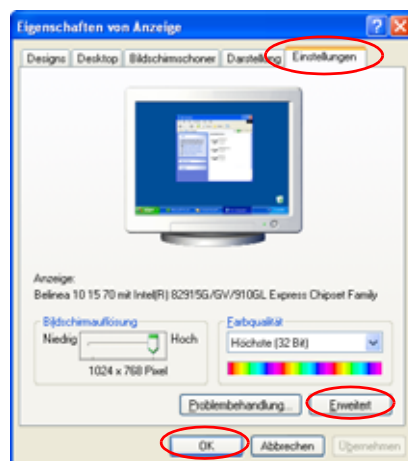 Eigenschaften von Anzeige
Designs Desktop Bildschirmschoner Darstellung Einstellungen
Anzeige:
Belinea 10 15 70 mit Intel(R) 82915G/GV/910GL Express Chipset Family
Bildschirmauflösung
Niedrig Hoch
1024 x 768 Pixel
Farbqualität
Höchste (32 Bit)
Problembehandlung... Erweitert
OK Abbrechen Übernehmen